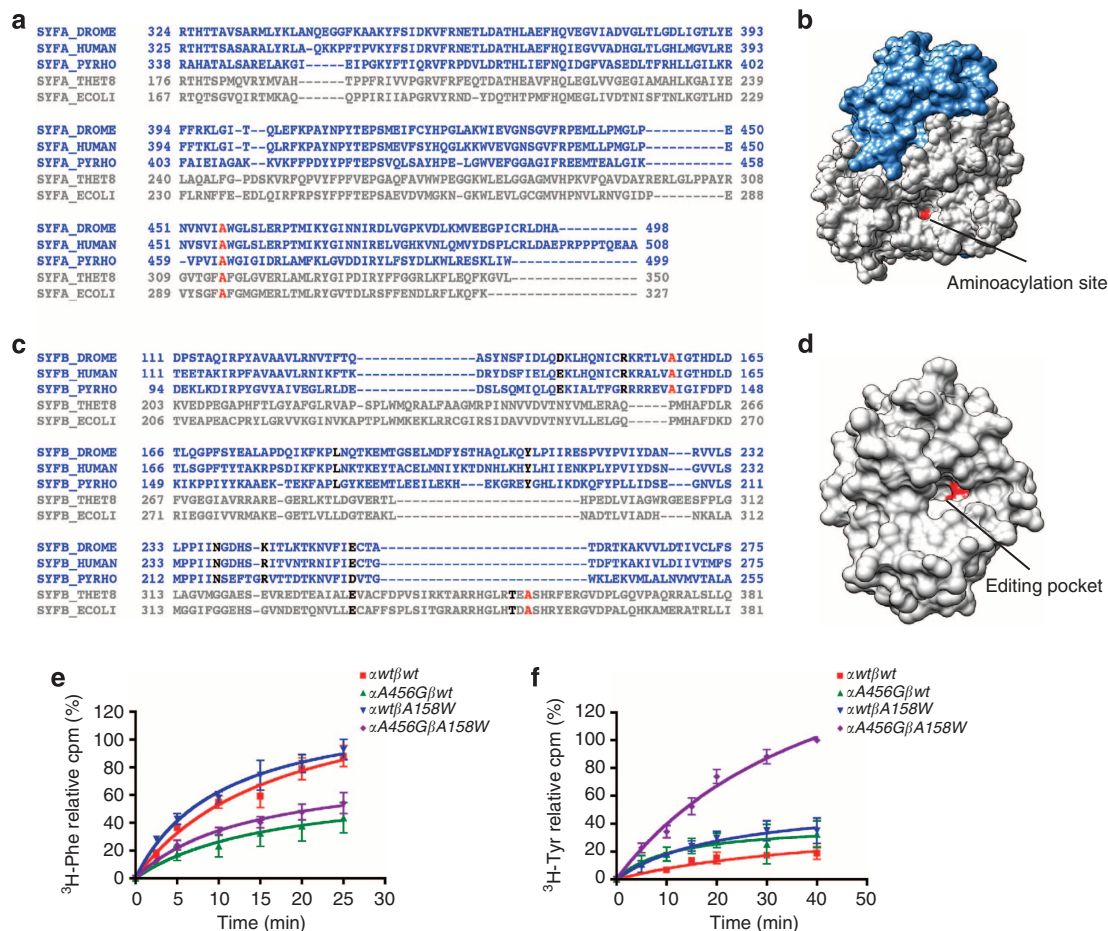 a
SYFA_DROME 324 RTHTTAVSARMLYKLANQEGGFKAAKYFSIDKVFRNETLDATHLAEFHQVEGVIADVGLTLGDLIGTLYE 393
SYFA_HUMAN 325 RTHTTSASARALYRLA-QKKPFTPVKYFSIDRVFRNETLDATHLAEFHQIEGVVADHGLTLGHLMGVLRE 393
SYFA_PYRHO 338 RAHATALSARELAKGI-----EIPGKYFTIQRVFRPDVLDRTHLIEFNQIDGFVASEDLTFRHLLGILKR 402
SYFA_THET8 176 RTHTSPMQVRYMVAH------TPPFRIVVPGRVFRFEQTDATHEAVFHQLEGLVVGEGIAMAHLKGAIYE 239
SYFA_ECOLI 167 RTQTSGVQIRTMKAQ------QPPIRIIAPGRVYRND-YDQTHTPMFHQMEGLIVDTNISFTNLKGTLHD 229
SYFA_DROME 394 FFRKLGI-T--QLEFKPAYNPYTEPSMEIFCYHPGLAKWIEVGNSGVFRPEMLLPMGLP----------E 450
SYFA_HUMAN 394 FFTKLGI-T--QLRFKPAYNPYTEPSMEVFSYHQGLKKWVEVGNSGVFRPEMLLPMGLP----------E 450
SYFA_PYRHO 403 FAIEIAGAK--KVKFFPDYYPFTEPSVQLSAYHPE-LGWVEFGGAGIFREEMTEALGIK----------- 458
SYFA_THET8 240 LAQALFG-PDSKVRFQPVYFPFVEPGAQFAVWWPEGGKWLELGGAGMVHPKVFQAVDAYRERLGLPPAYR 308
SYFA_ECOLI 230 FLRNFFE-EDLQIRFRPSYFPFTEPSAEVDVMGKN-GKWLEVLGCGMVHPNVLRNVGIDP---------E 288
SYFA_DROME 451 NVNVIAWGLSLERPTMIKYGINNIRDLVGPKVDLKMVEEGPICRLDHA---------- 498
SYFA_HUMAN 451 NVSVIAWGLSLERPTMIKYGINNIRELVGHKVNLQMVYDSPLCRLDAEPRPPPTQEAA 508
SYFA_PYRHO 459 -VPVIAWGIGIDRLAMFKLGVDDIRYLFSYDLKWLRESKLIW---------------- 499
SYFA_THET8 309 GVTGFAFGLGVERLAMLRYGIPDIRYFFGGRLKFLEQFKGVL---------------- 350
SYFA_ECOLI 289 VYSGFAFGMGMERLTMLRYGVTDLRSFFENDLRFLKQFK------------------- 327
b
Aminoacylation site
c
SYFB_DROME 111 DPSTAQIRPYAVAAVLRNVTFTQ----------------ASYNSFIDLQDKLHQNICRKRTLVAIGTHDLD 165
SYFB_HUMAN 111 TEETAKIRPFAVAAVLRNIKFTK----------------DRYDSFIELQEKLHQNICRKRALVAIGTHDLD 165
SYFB_PYRHO 94 DEKLKDIRPYGVYAIVEGLRLDE----------------DSLSQMIQLQEKIALTFGRRRREVAIGIFDFD 148
SYFB_THET8 203 KVEDPEGAPHFTLGYAFGLRVAP-SPLWMQRALFAAGMRPINNVVDVTNYVMLERAQ-----PMHAFDLR 266
SYFB_ECOLI 206 TVEAPEACPRYLGRVVKGINVKAPTPLWMKEKLRRCGIRSIDAVVDVTNYVLLELGQ-----PMHAFDKD 270
SYFB_DROME 166 TLQGPFSYEALAPDQIKFKPLNQTKEMTGSELMDFYSTHAQLKQYLPIIRESPVYPVIYDAN--RVVLS 232
SYFB_HUMAN 166 TLSGPFTYTAKRPSDIKFKPLNKTKEYTACELMNIYKTDNHLKHYLHIIENKPLYPVIYDSN--GVVLS 232
SYFB_PYRHO 149 KIKPPIYYKAAEK-TEKFAPLGYKEEMTLEEILEKH---EKGREYGHLIKDKQFYPLLIDSE-GNVLS 211
SYFB_THET8 267 FVGEGIAVRRARE-GERLKTLDGVERTL----------------HPEDLVIAGWRGEESFPLG 312
SYFB_ECOLI 271 RIEGGIVVRMAKE-GETLVLLDGTEAKL----------------NADTLVIADH---NKALA 312
SYFB_DROME 233 LPPIINGDHS-KITLKTKNVFIECTA---------------------------TDRTKAKVVLDTIVCLFS 275
SYFB_HUMAN 233 MPPIINGDHS-RITVNTRNIFIECTG---------------------------TDFTKAKIVLDIIVTMFS 275
SYFB_PYRHO 212 MPPIINSEFTGRVTTDTKNVFIDVTG---------------------------WKLEKVMLALNVMVTALA 255
SYFB_THET8 313 LAGVMGGAES-EVREDTEAIALEVACFDPVSIRKTARRHGLRTEASHRFERGVDPLGQVPAQRRALSLLQ 381
SYFB_ECOLI 313 MGGIFGGEHS-GVNDETQNVLLECAFFSPLSITGRARRHGLHTDASHRYERGVDPALQHKAMERATRLLI 381
d
Editing pocket
e
αwtβwt
αA456Gβwt
αwtβA158W
αA456GβA158W
³H-Phe relative cpm (%)
120
100
80
60
40
20
0
0 5 10 15 20 25 30
Time (min)
f
αwtβwt
αA456Gβwt
αwtβA158W
αA456GβA158W
³H-Tyr relative cpm (%)
120
100
80
60
40
20
0
0 10 20 30 40 50
Time (min)